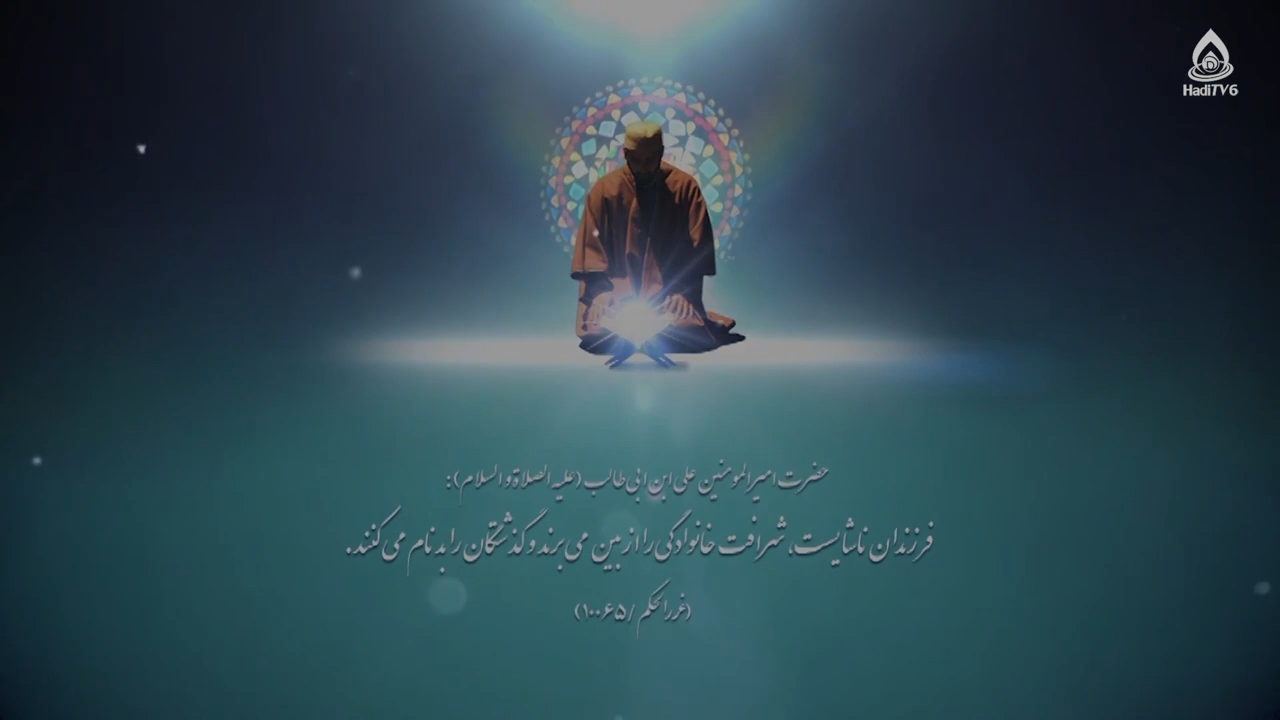 HadiTV6
حضرت امیرالمومنین علی ابن ابی طالب (علیه الصلاة و السلام):
فرزندان ناشایست، شرافت خانوادگی را از بین می‌برند و گذشتگان را بدنام می‌کنند.
(غررالحکم /۱۰۰۶۵)